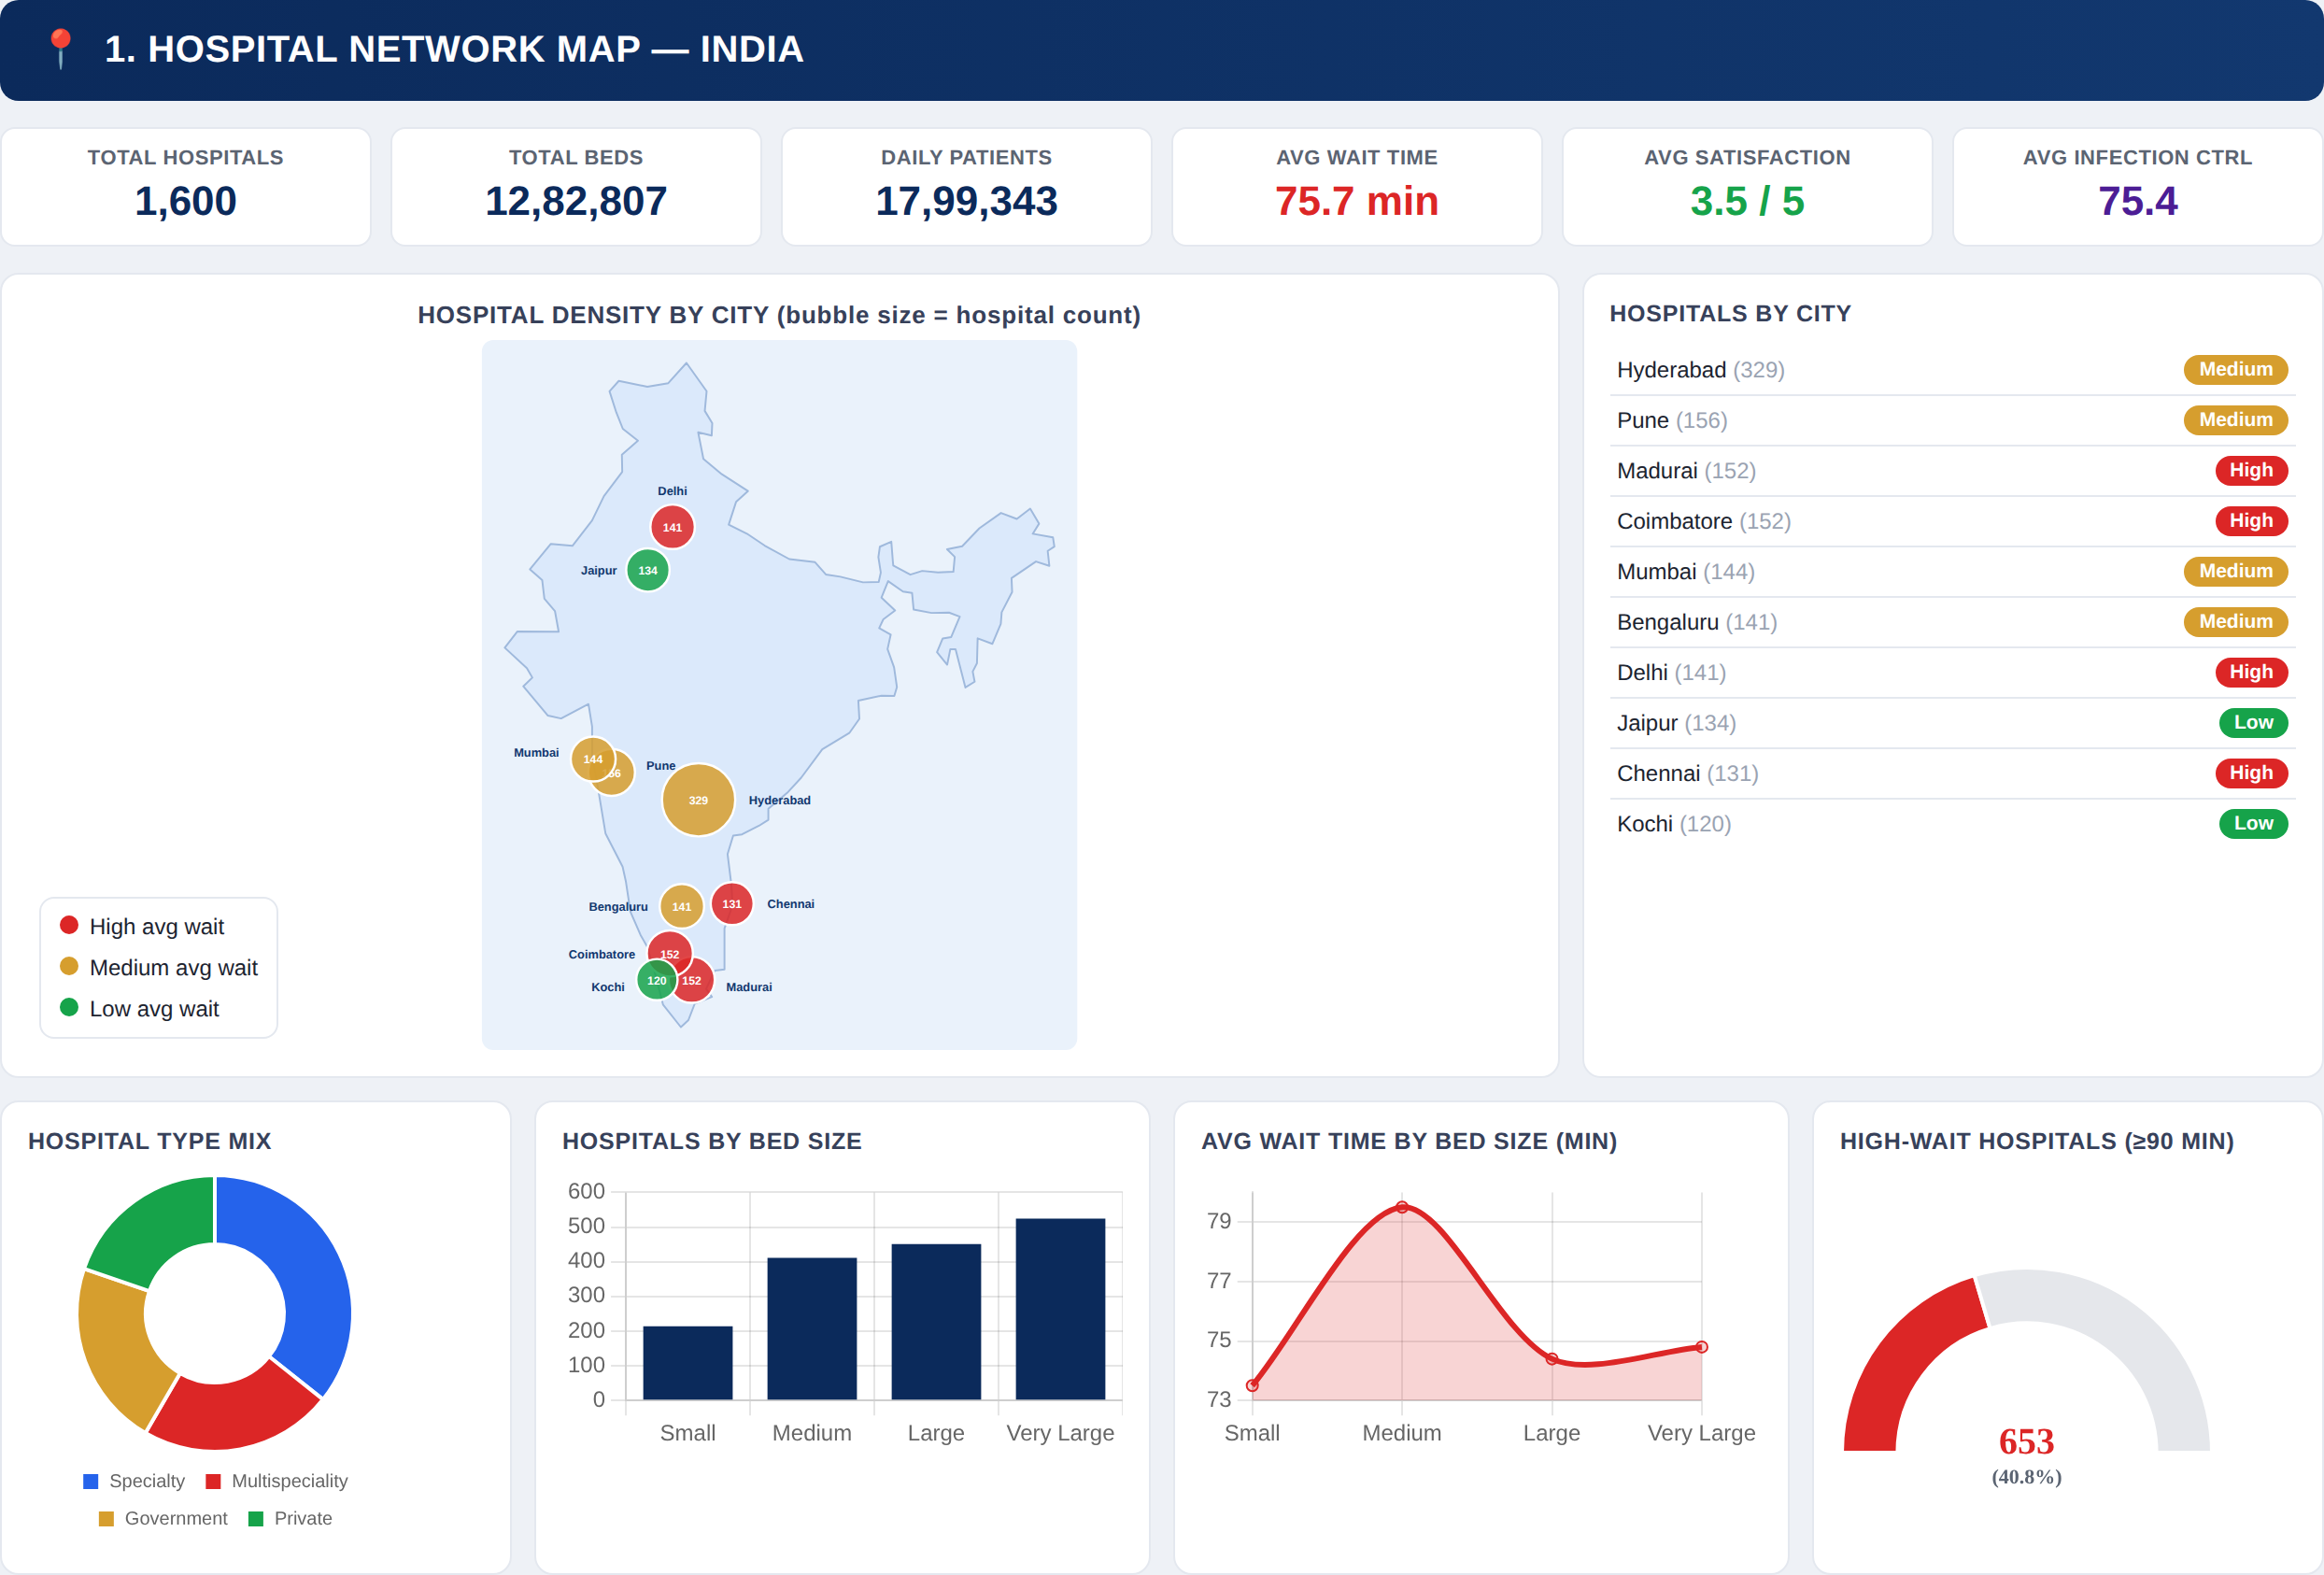 📍 1. HOSPITAL NETWORK MAP — INDIA
TOTAL HOSPITALS
1,600
TOTAL BEDS
12,82,807
DAILY PATIENTS
17,99,343
AVG WAIT TIME
75.7 min
AVG SATISFACTION
3.5 / 5
AVG INFECTION CTRL
75.4
HOSPITAL DENSITY BY CITY (bubble size = hospital count)
Delhi
141
Jaipur
134
Mumbai
144
Pune
329
Hyderabad
Bengaluru
141
131
Chennai
Coimbatore
152
Kochi
120
152
Madurai
High avg wait
Medium avg wait
Low avg wait
HOSPITALS BY CITY
Hyderabad (329) Medium
Pune (156) Medium
Madurai (152) High
Coimbatore (152) High
Mumbai (144) Medium
Bengaluru (141) Medium
Delhi (141) High
Jaipur (134) Low
Chennai (131) High
Kochi (120) Low
HOSPITAL TYPE MIX
Specialty Multispeciality
Government Private
HOSPITALS BY BED SIZE
600
500
400
300
200
100
0
Small Medium Large Very Large
AVG WAIT TIME BY BED SIZE (MIN)
79
77
75
73
Small Medium Large Very Large
HIGH-WAIT HOSPITALS (≥90 MIN)
653
(40.8%)